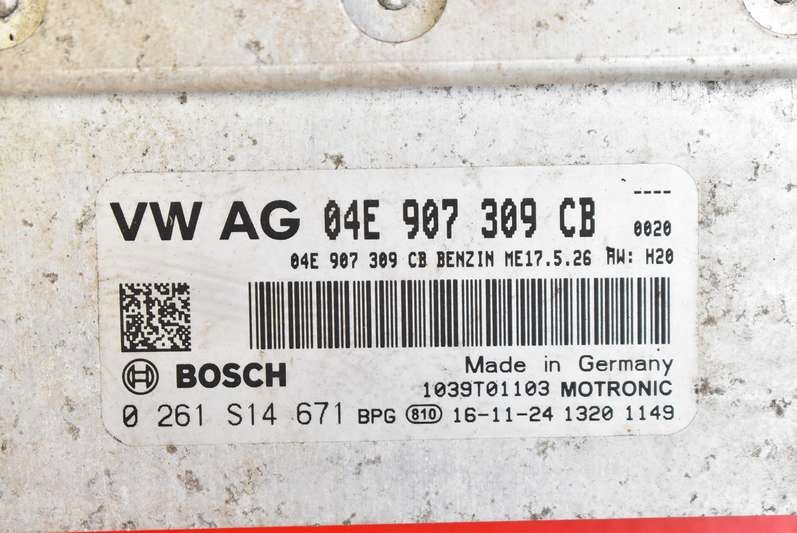 ----
VW AG 04E 907 309 CB 0020
04E 907 309 CB BENZIN ME17.5.26 HW: H20
BOSCH
Made in Germany
1039T01103 MOTRONIC
0 261 S14 671 BPG 810 16-11-24 1320 1149